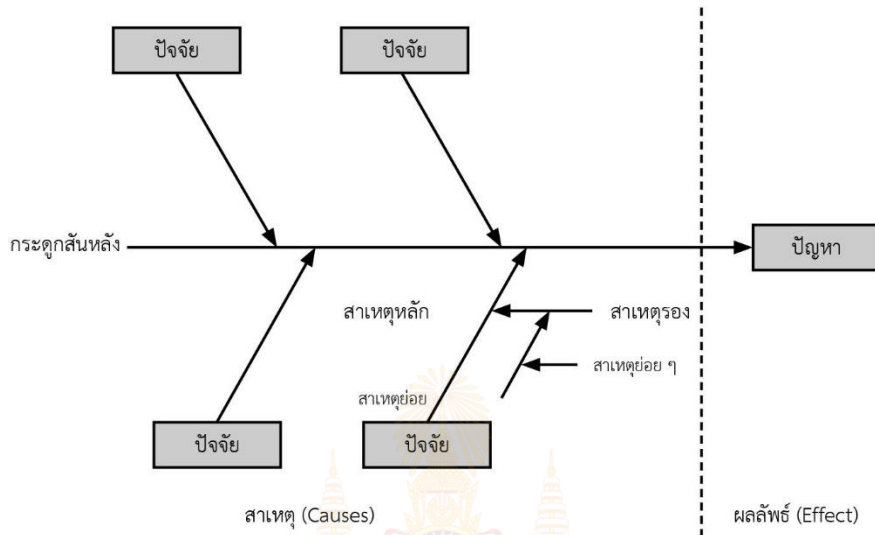 ปัจจัย
ปัจจัย
กระดูกสันหลัง
ปัญหา
สาเหตุหลัก
สาเหตุรอง
สาเหตุย่อย ๆ
สาเหตุย่อย
ปัจจัย
ปัจจัย
สาเหตุ (Causes)
ผลลัพธ์ (Effect)